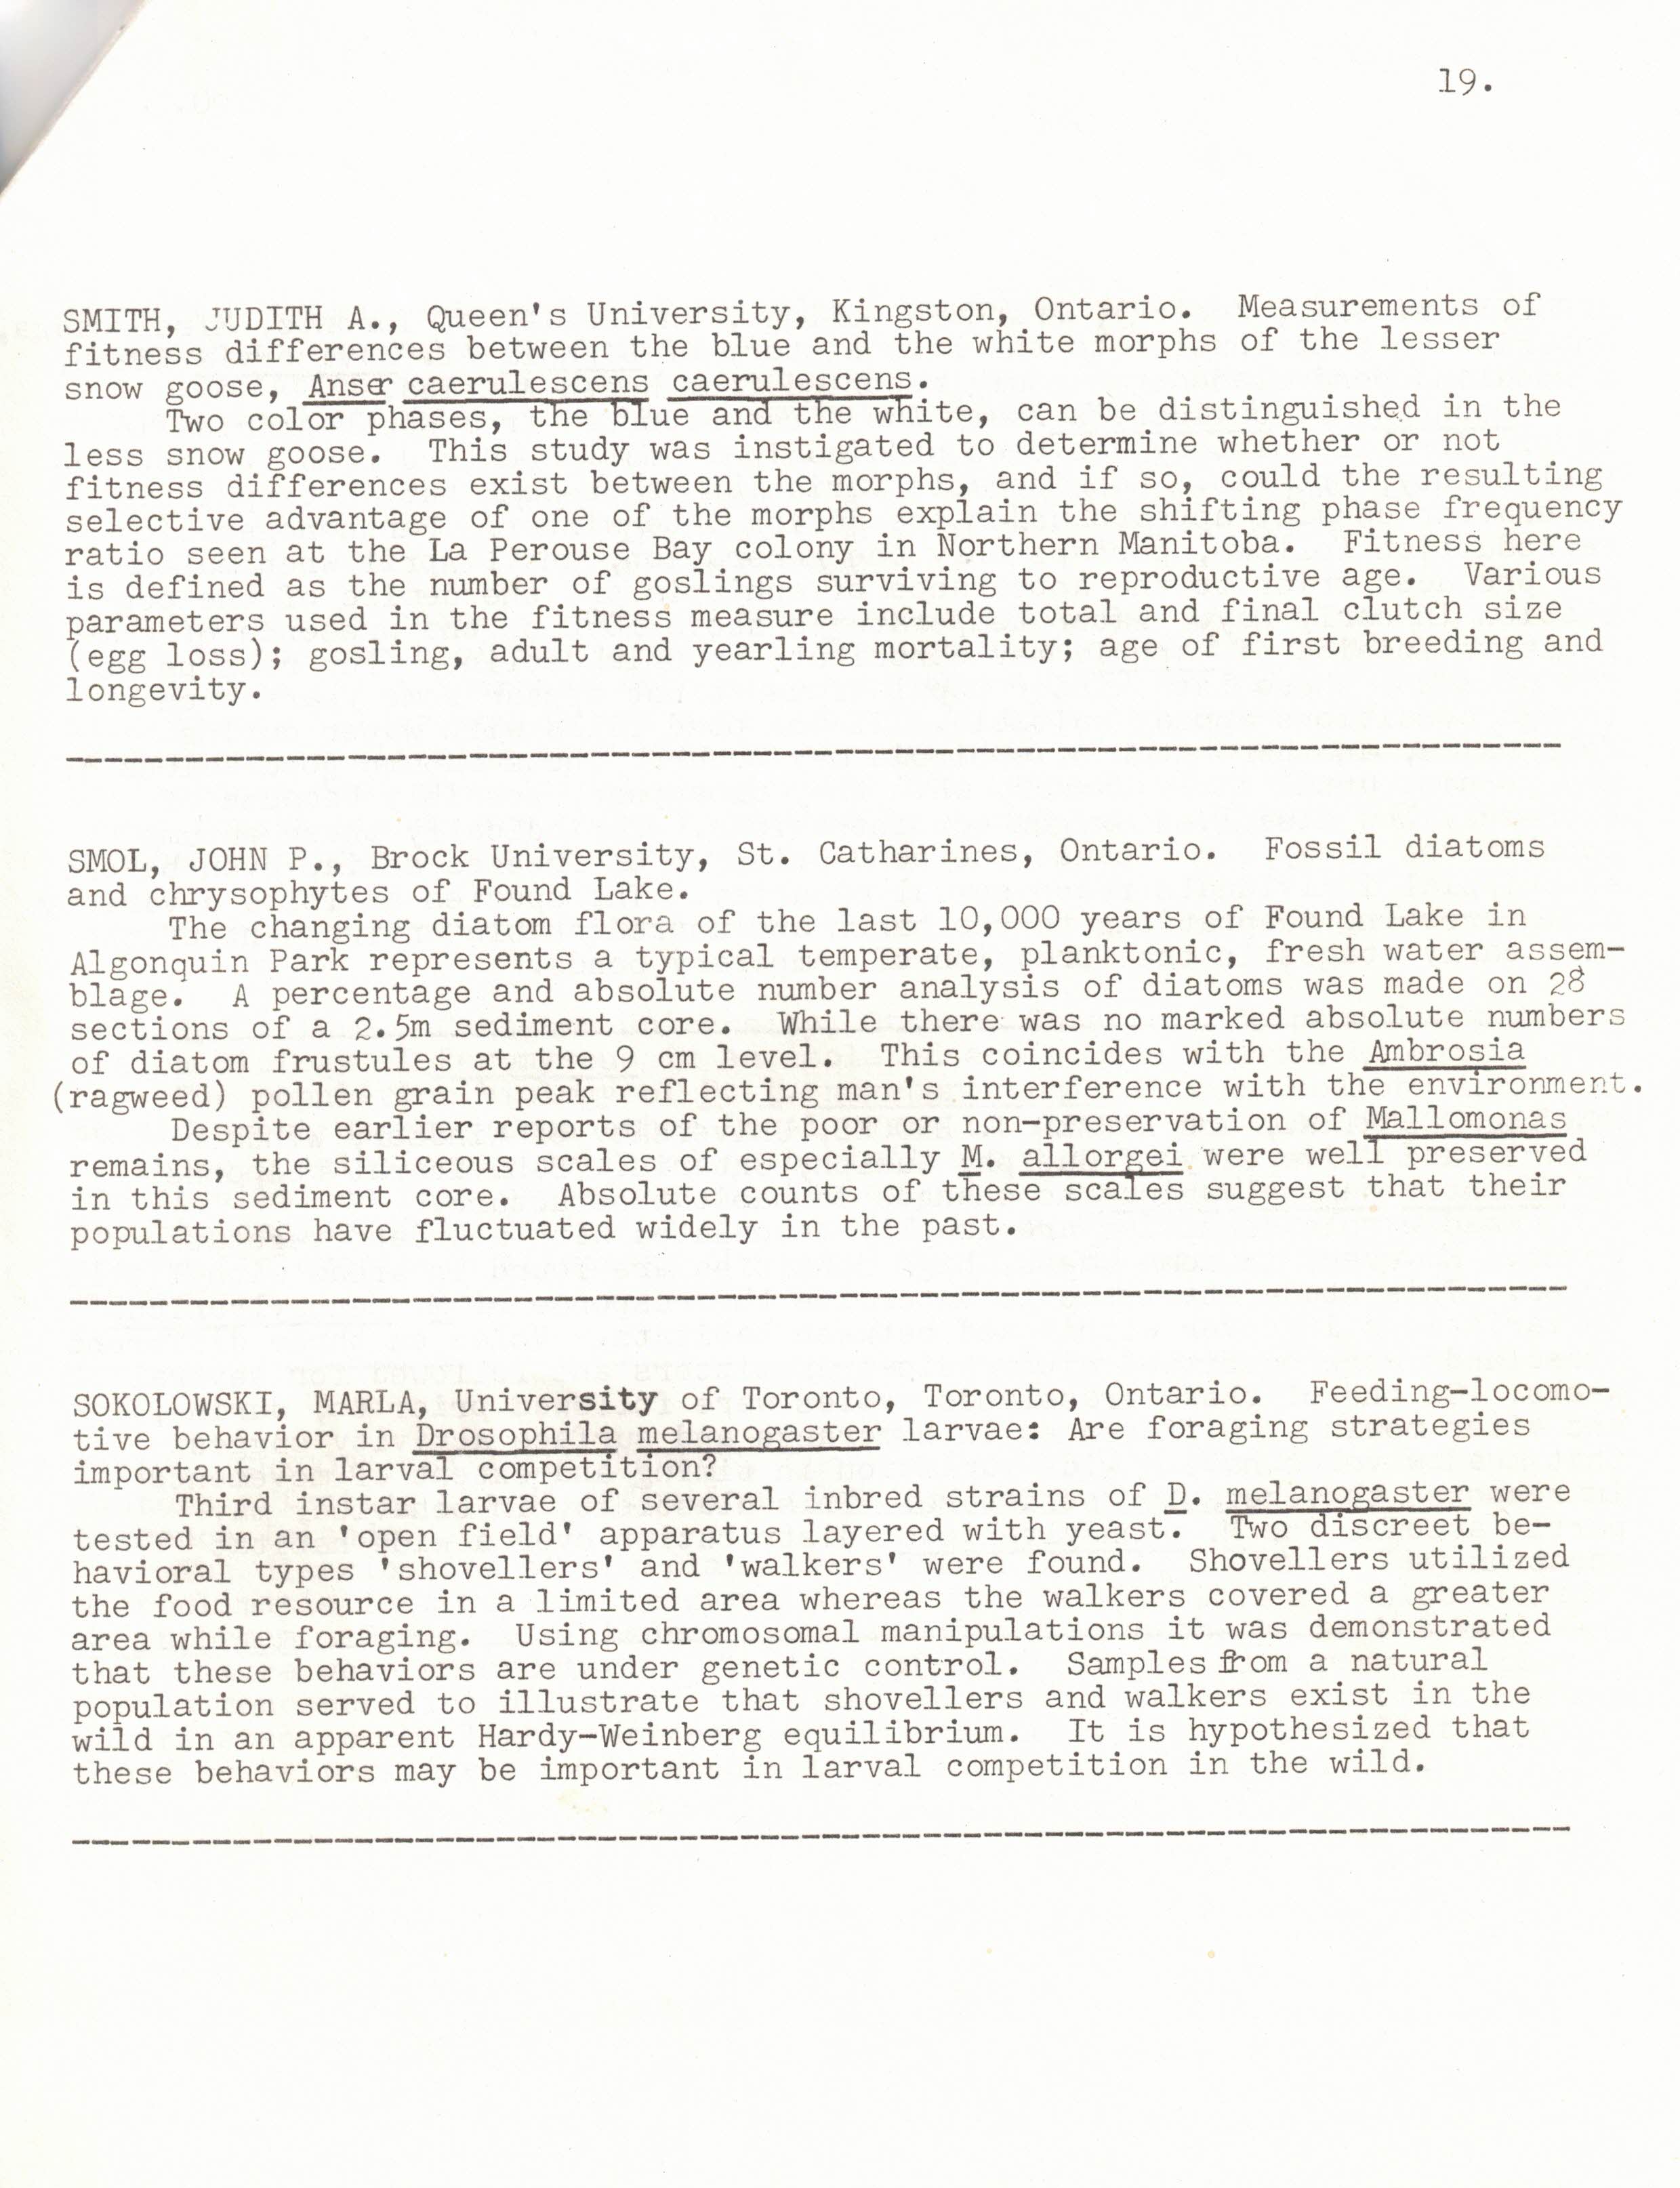 19.
SMITH, JUDITH A., Queen's University, Kingston, Ontario. Measurements of
fitness differences between the blue and the white morphs of the lesser
snow goose, Anser caerulescens caerulescens.
Two color phases, the blue and the white, can be distinguished in the
less snow goose. This study was instigated to determine whether or not
fitness differences exist between the morphs, and if so, could the resulting
selective advantage of one of the morphs explain the shifting phase frequency
ratio seen at the La Perouse Bay colony in Northern Manitoba. Fitness here
is defined as the number of goslings surviving to reproductive age. Various
parameters used in the fitness measure include total and final clutch size
(egg loss); gosling, adult and yearling mortality; age of first breeding and
longevity.
SMOL, JOHN P., Brock University, St. Catharines, Ontario. Fossil diatoms
and chrysophytes of Found Lake.
The changing diatom flora of the last 10,000 years of Found Lake in
Algonquin Park represents a typical temperate, planktonic, fresh water assem-
blage. A percentage and absolute number analysis of diatoms was made on 28
sections of a 2.5m sediment core. While there was no marked absolute numbers
of diatom frustules at the 9 cm level. This coincides with the Ambrosia
(ragweed) pollen grain peak reflecting man's interference with the environment.
Despite earlier reports of the poor or non-preservation of Mallomonas
remains, the siliceous scales of especially M. allorgei were well preserved
in this sediment core. Absolute counts of these scales suggest that their
populations have fluctuated widely in the past.
SOKOLOWSKI, MARLA, University of Toronto, Toronto, Ontario. Feeding-locomo-
tive behavior in Drosophila melanogaster larvae: Are foraging strategies
important in larval competition?
Third instar larvae of several inbred strains of D. melanogaster were
tested in an 'open field' apparatus layered with yeast. Two discreet be-
havioral types 'shovellers' and 'walkers' were found. Shovellers utilized
the food resource in a limited area whereas the walkers covered a greater
area while foraging. Using chromosomal manipulations it was demonstrated
that these behaviors are under genetic control. Samples from a natural
population served to illustrate that shovellers and walkers exist in the
wild in an apparent Hardy-Weinberg equilibrium. It is hypothesized that
these behaviors may be important in larval competition in the wild.